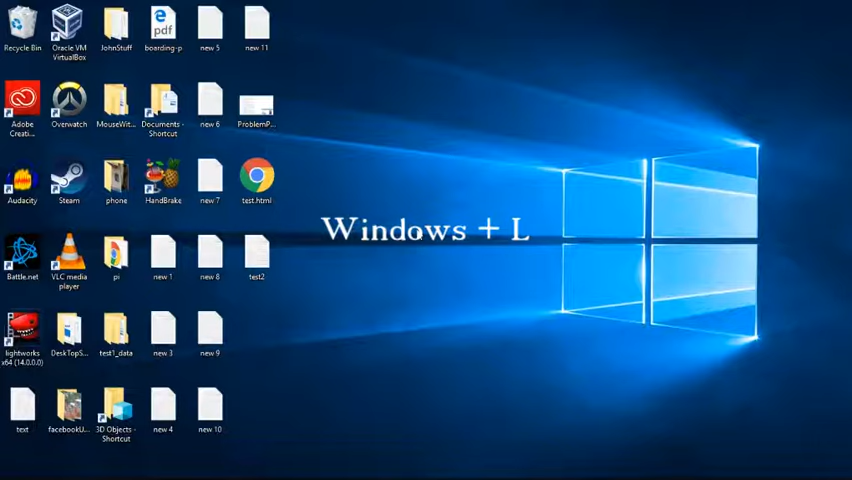 Recycle Bin
Oracle VM
VirtualBox
JohnStuff
boarding-p
new 5
new 11
Adobe
Creati...
Overwatch
MouseWit...
Documents -
Shortcut
new 6
ProblemP...
Audacity
Steam
phone
HandBrake
new 7
test.html
Windows + L
Battle.net
VLC media
player
pi
new 1
new 8
test2
lightworks
x64 (14.0.0.0)
DeskTopS...
test1_data
new 3
new 9
text
facebookU...
3D Objects -
Shortcut
new 4
new 10
pdf